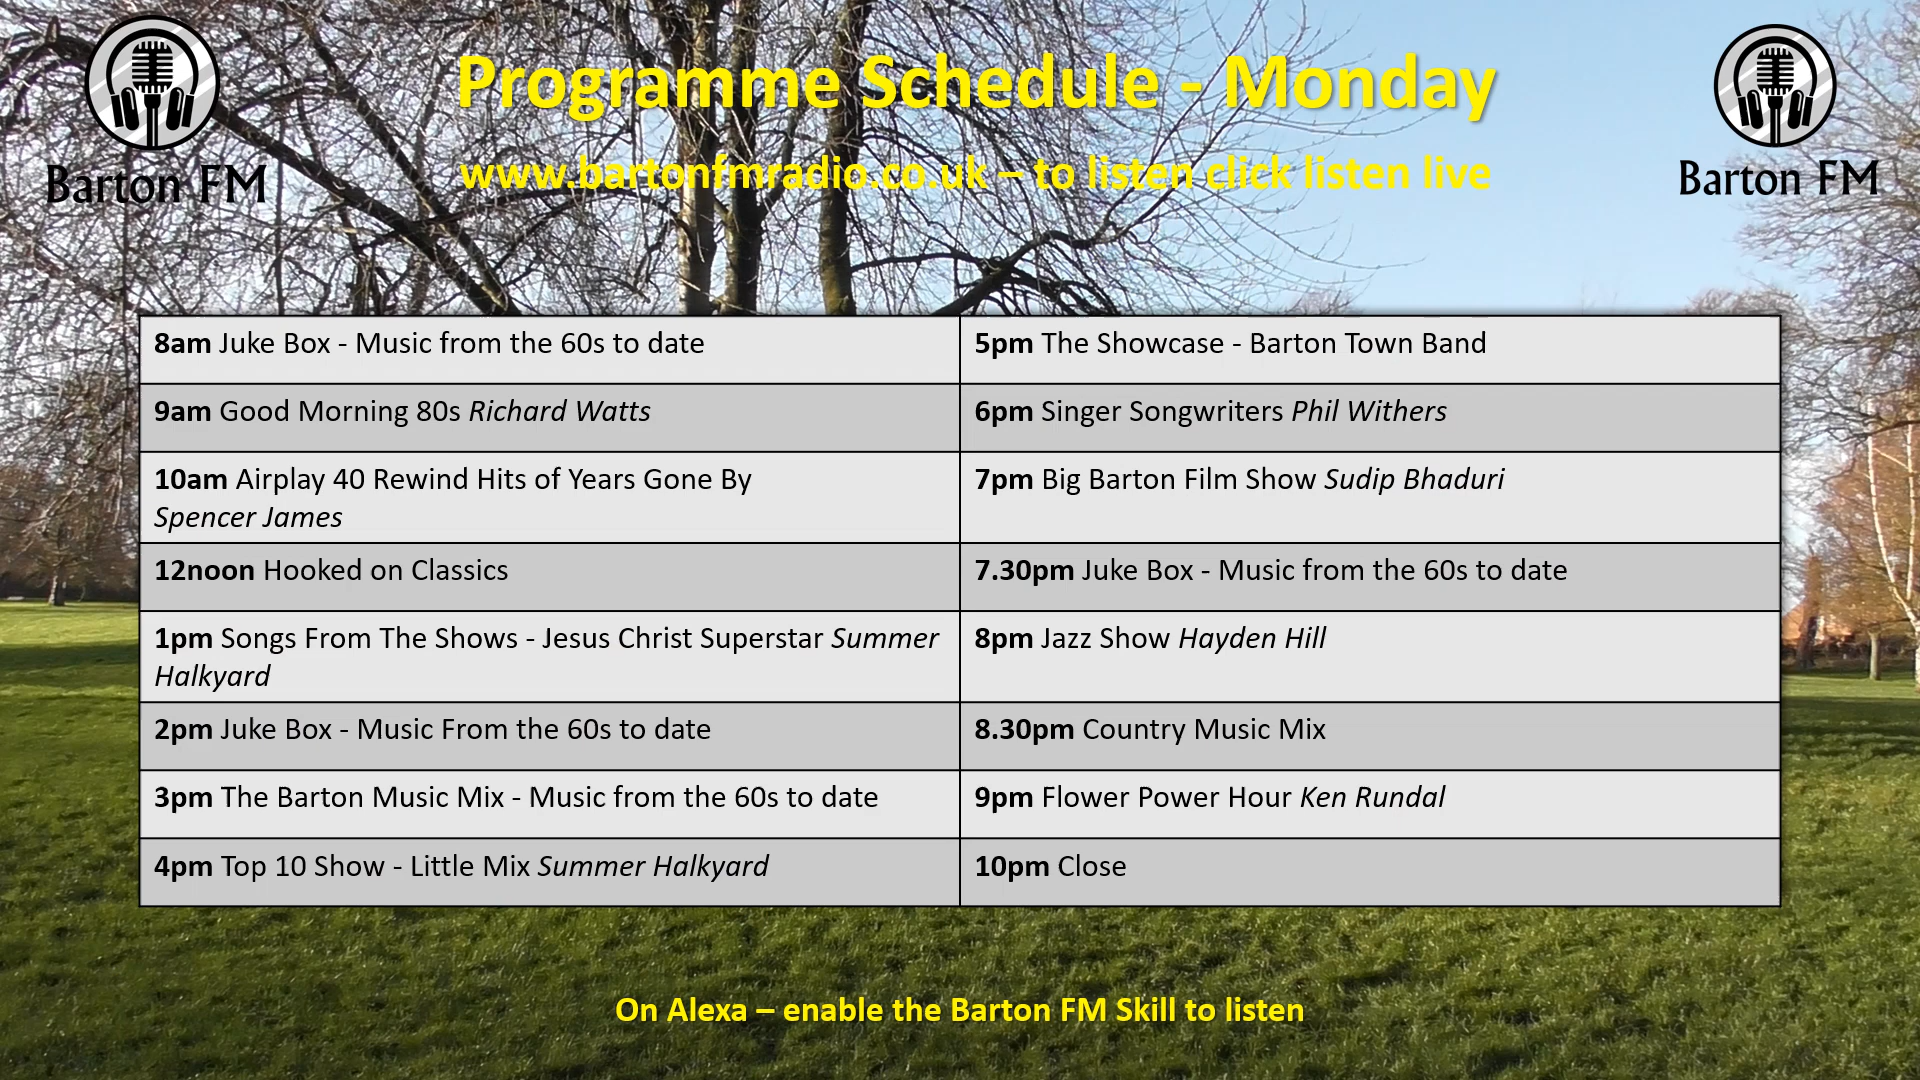 Programme Schedule - Monday
www.bartonfmradio.co.uk – to listen click listen live
Barton FM
Barton FM
8am Juke Box - Music from the 60s to date
9am Good Morning 80s Richard Watts
10am Airplay 40 Rewind Hits of Years Gone By
Spencer James
12noon Hooked on Classics
1pm Songs From The Shows - Jesus Christ Superstar Summer
Halkyard
2pm Juke Box - Music From the 60s to date
3pm The Barton Music Mix - Music from the 60s to date
4pm Top 10 Show - Little Mix Summer Halkyard
5pm The Showcase - Barton Town Band
6pm Singer Songwriters Phil Withers
7pm Big Barton Film Show Sudip Bhaduri
7.30pm Juke Box - Music from the 60s to date
8pm Jazz Show Hayden Hill
8.30pm Country Music Mix
9pm Flower Power Hour Ken Rundal
10pm Close
On Alexa – enable the Barton FM Skill to listen